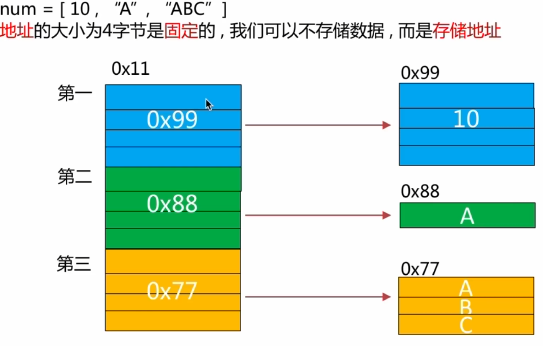 num = [ 10 , “A” , “ABC” ]
地址的大小为4字节是固定的 , 我们可以不存储数据 , 而是存储地址
0x11
第一
0x99
0x99
10
第二
0x88
0x88
A
第三
0x77
0x77
A
B
C